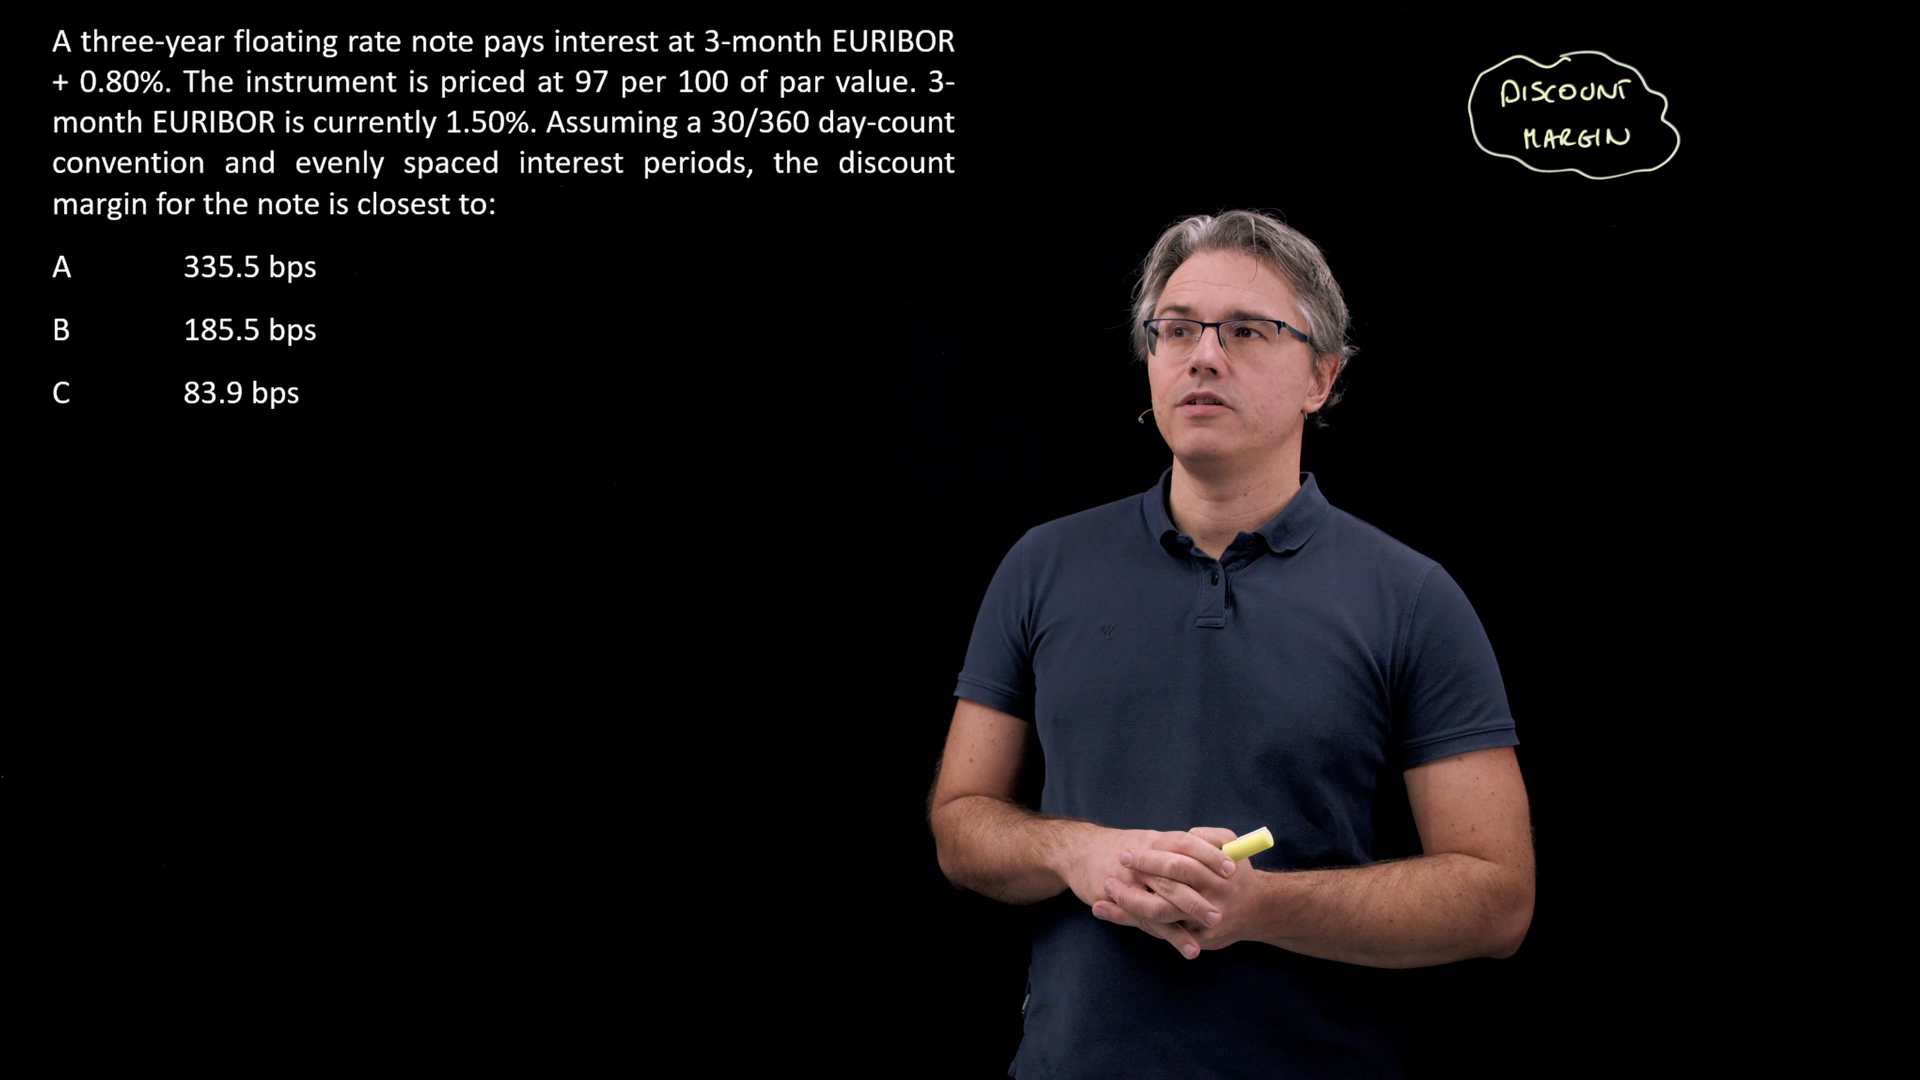 A three-year floating rate note pays interest at 3-month EURIBOR
+ 0.80%. The instrument is priced at 97 per 100 of par value. 3-
month EURIBOR is currently 1.50%. Assuming a 30/360 day-count
convention and evenly spaced interest periods, the discount
margin for the note is closest to:
A 335.5 bps
B 185.5 bps
C 83.9 bps
DISCOUNT
MARGIN